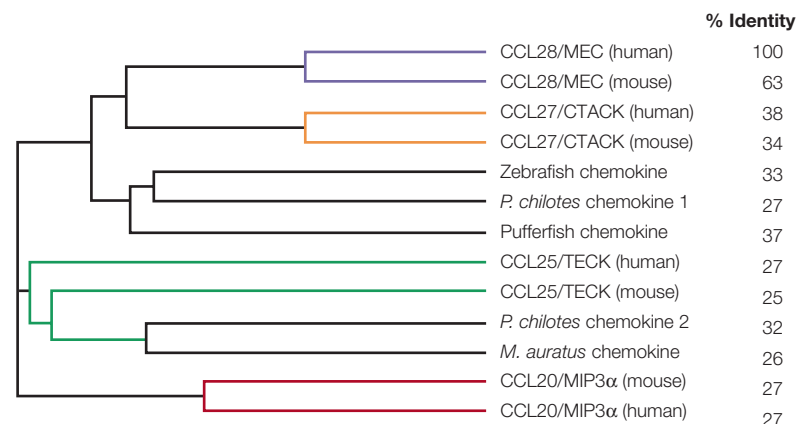 % Identity
CCL28/MEC (human) 100
CCL28/MEC (mouse) 63
CCL27/CTACK (human) 38
CCL27/CTACK (mouse) 34
Zebrafish chemokine 33
P. chilotes chemokine 1 27
Pufferfish chemokine 37
CCL25/TECK (human) 27
CCL25/TECK (mouse) 25
P. chilotes chemokine 2 32
M. auratus chemokine 26
CCL20/MIP3α (mouse) 27
CCL20/MIP3α (human) 27